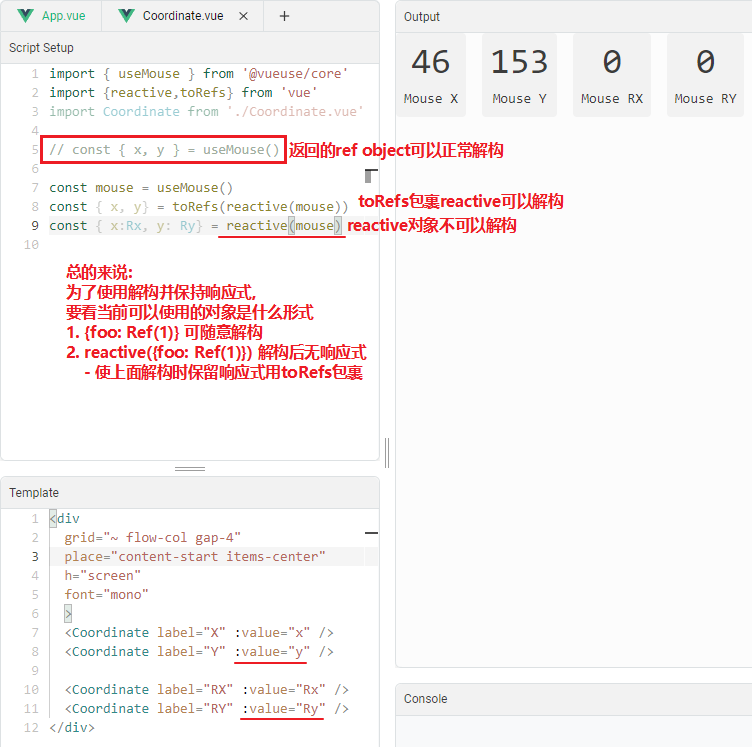 App.vue
Coordinate.vue
Script Setup
1 import { useMouse } from '@vueuse/core'
2 import {reactive,toRefs} from 'vue'
3 import Coordinate from './Coordinate.vue'
4
5 // const { x, y } = useMouse() 返回的ref object可以正常解构
6
7 const mouse = useMouse()
8 const { x, y} = toRefs(reactive(mouse)) toRefs包裹reactive可以解构
9 const { x:Rx, y: Ry} = reactive(mouse) reactive对象不可以解构
10
总的来说:
为了使用解构并保持响应式,
要看当前可以使用的对象是什么形式
1. {foo: Ref(1)} 可随意解构
2. reactive({foo: Ref(1)}) 解构后无响应式
- 使上面解构时保留响应式用toRefs包裹
Template
1 <div
2 grid="~ flow-col gap-4"
3 place="content-start items-center"
4 h="screen"
5 font="mono"
6 >
7 <Coordinate label="X" :value="x" />
8 <Coordinate label="Y" :value="y" />
9
10 <Coordinate label="RX" :value="Rx" />
11 <Coordinate label="RY" :value="Ry" />
12 </div>
Output
46 153 0 0
Mouse X Mouse Y Mouse RX Mouse RY
Console